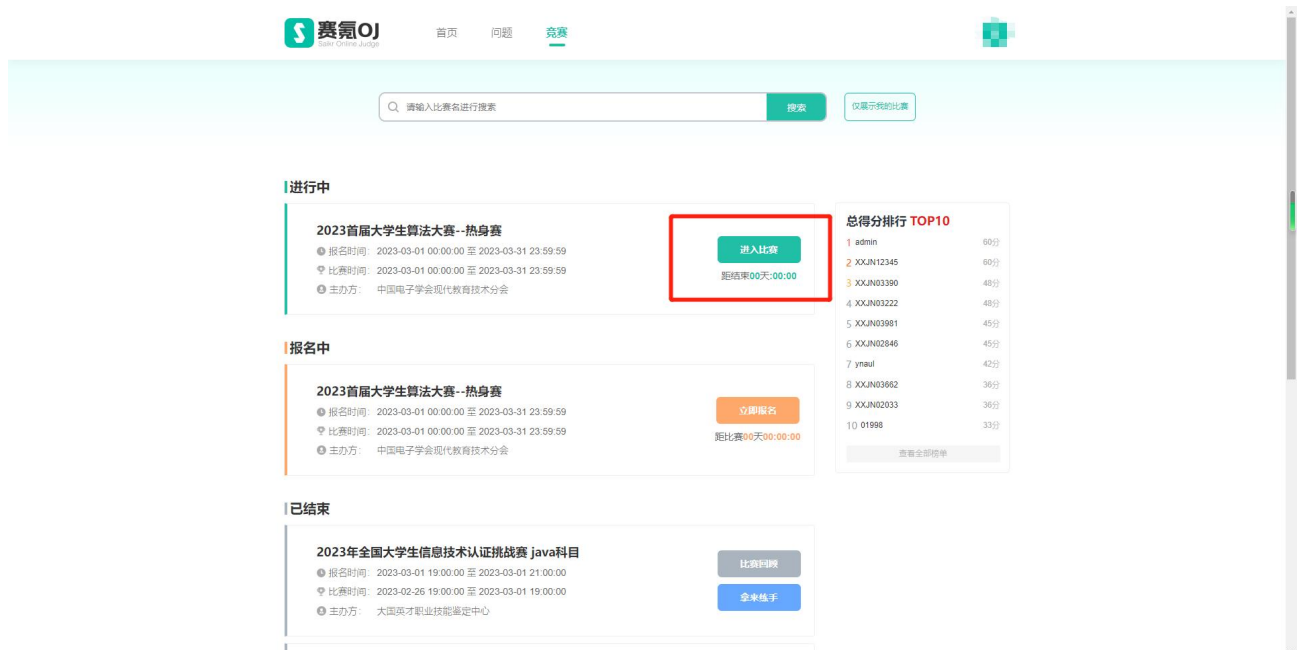 赛氪OJ
Saikr Online Judge
首页 问题 竞赛
请输入比赛名进行搜索 搜索 仅展示我的比赛
进行中
2023首届大学生算法大赛--热身赛
报名时间: 2023-03-01 00:00:00 至 2023-03-31 23:59:59
比赛时间: 2023-03-01 00:00:00 至 2023-03-31 23:59:59
主办方: 中国电子学会现代教育技术分会
进入比赛
距结束00天:00:00
报名中
2023首届大学生算法大赛--热身赛
报名时间: 2023-03-01 00:00:00 至 2023-03-31 23:59:59
比赛时间: 2023-03-01 00:00:00 至 2023-03-31 23:59:59
主办方: 中国电子学会现代教育技术分会
立即报名
距比赛00天00:00:00
已结束
2023年全国大学生信息技术认证挑战赛 java科目
报名时间: 2023-03-01 19:00:00 至 2023-03-01 21:00:00
比赛时间: 2023-02-26 19:00:00 至 2023-03-01 19:00:00
主办方: 大国英才职业技能鉴定中心
比赛回顾
拿来练手
总得分排行 TOP10
1 admin 60分
2 XXJN12345 60分
3 XXJN03390 48分
4 XXJN03222 48分
5 XXJN03981 45分
6 XXJN02846 45分
7 ynaul 42分
8 XXJN03662 36分
9 XXJN02033 36分
10 01998 33分
查看全部榜单